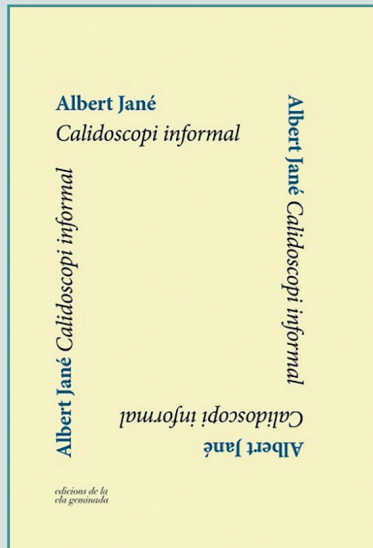 Albert Jané
Calidoscopi informal
Albert Jané Calidoscopi informal
Albert Jané
Calidoscopi informal
Albert Jané Calidoscopi informal
edicions de la
ela geminada